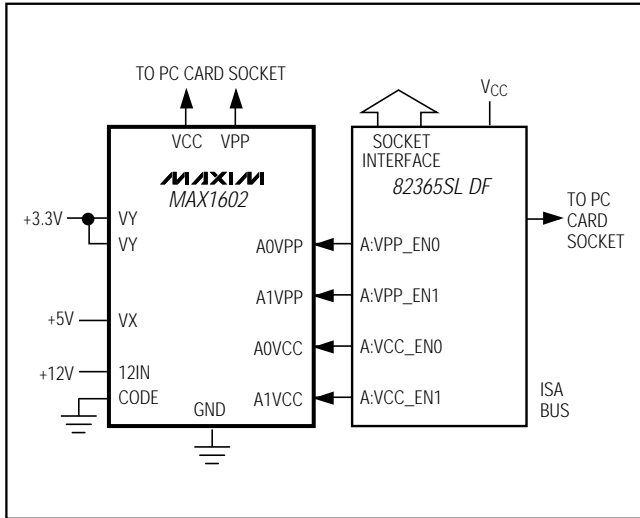 TO PC CARD SOCKET
VCC VPP
MAXIM
MAX1602
+3.3V
VY
VY
+5V
VX
+12V
12IN
CODE
GND
A0VPP
A1VPP
A0VCC
A1VCC
VCC
SOCKET
INTERFACE
82365SL DF
A:VPP_EN0
A:VPP_EN1
A:VCC_EN0
A:VCC_EN1
TO PC
CARD
SOCKET
ISA
BUS